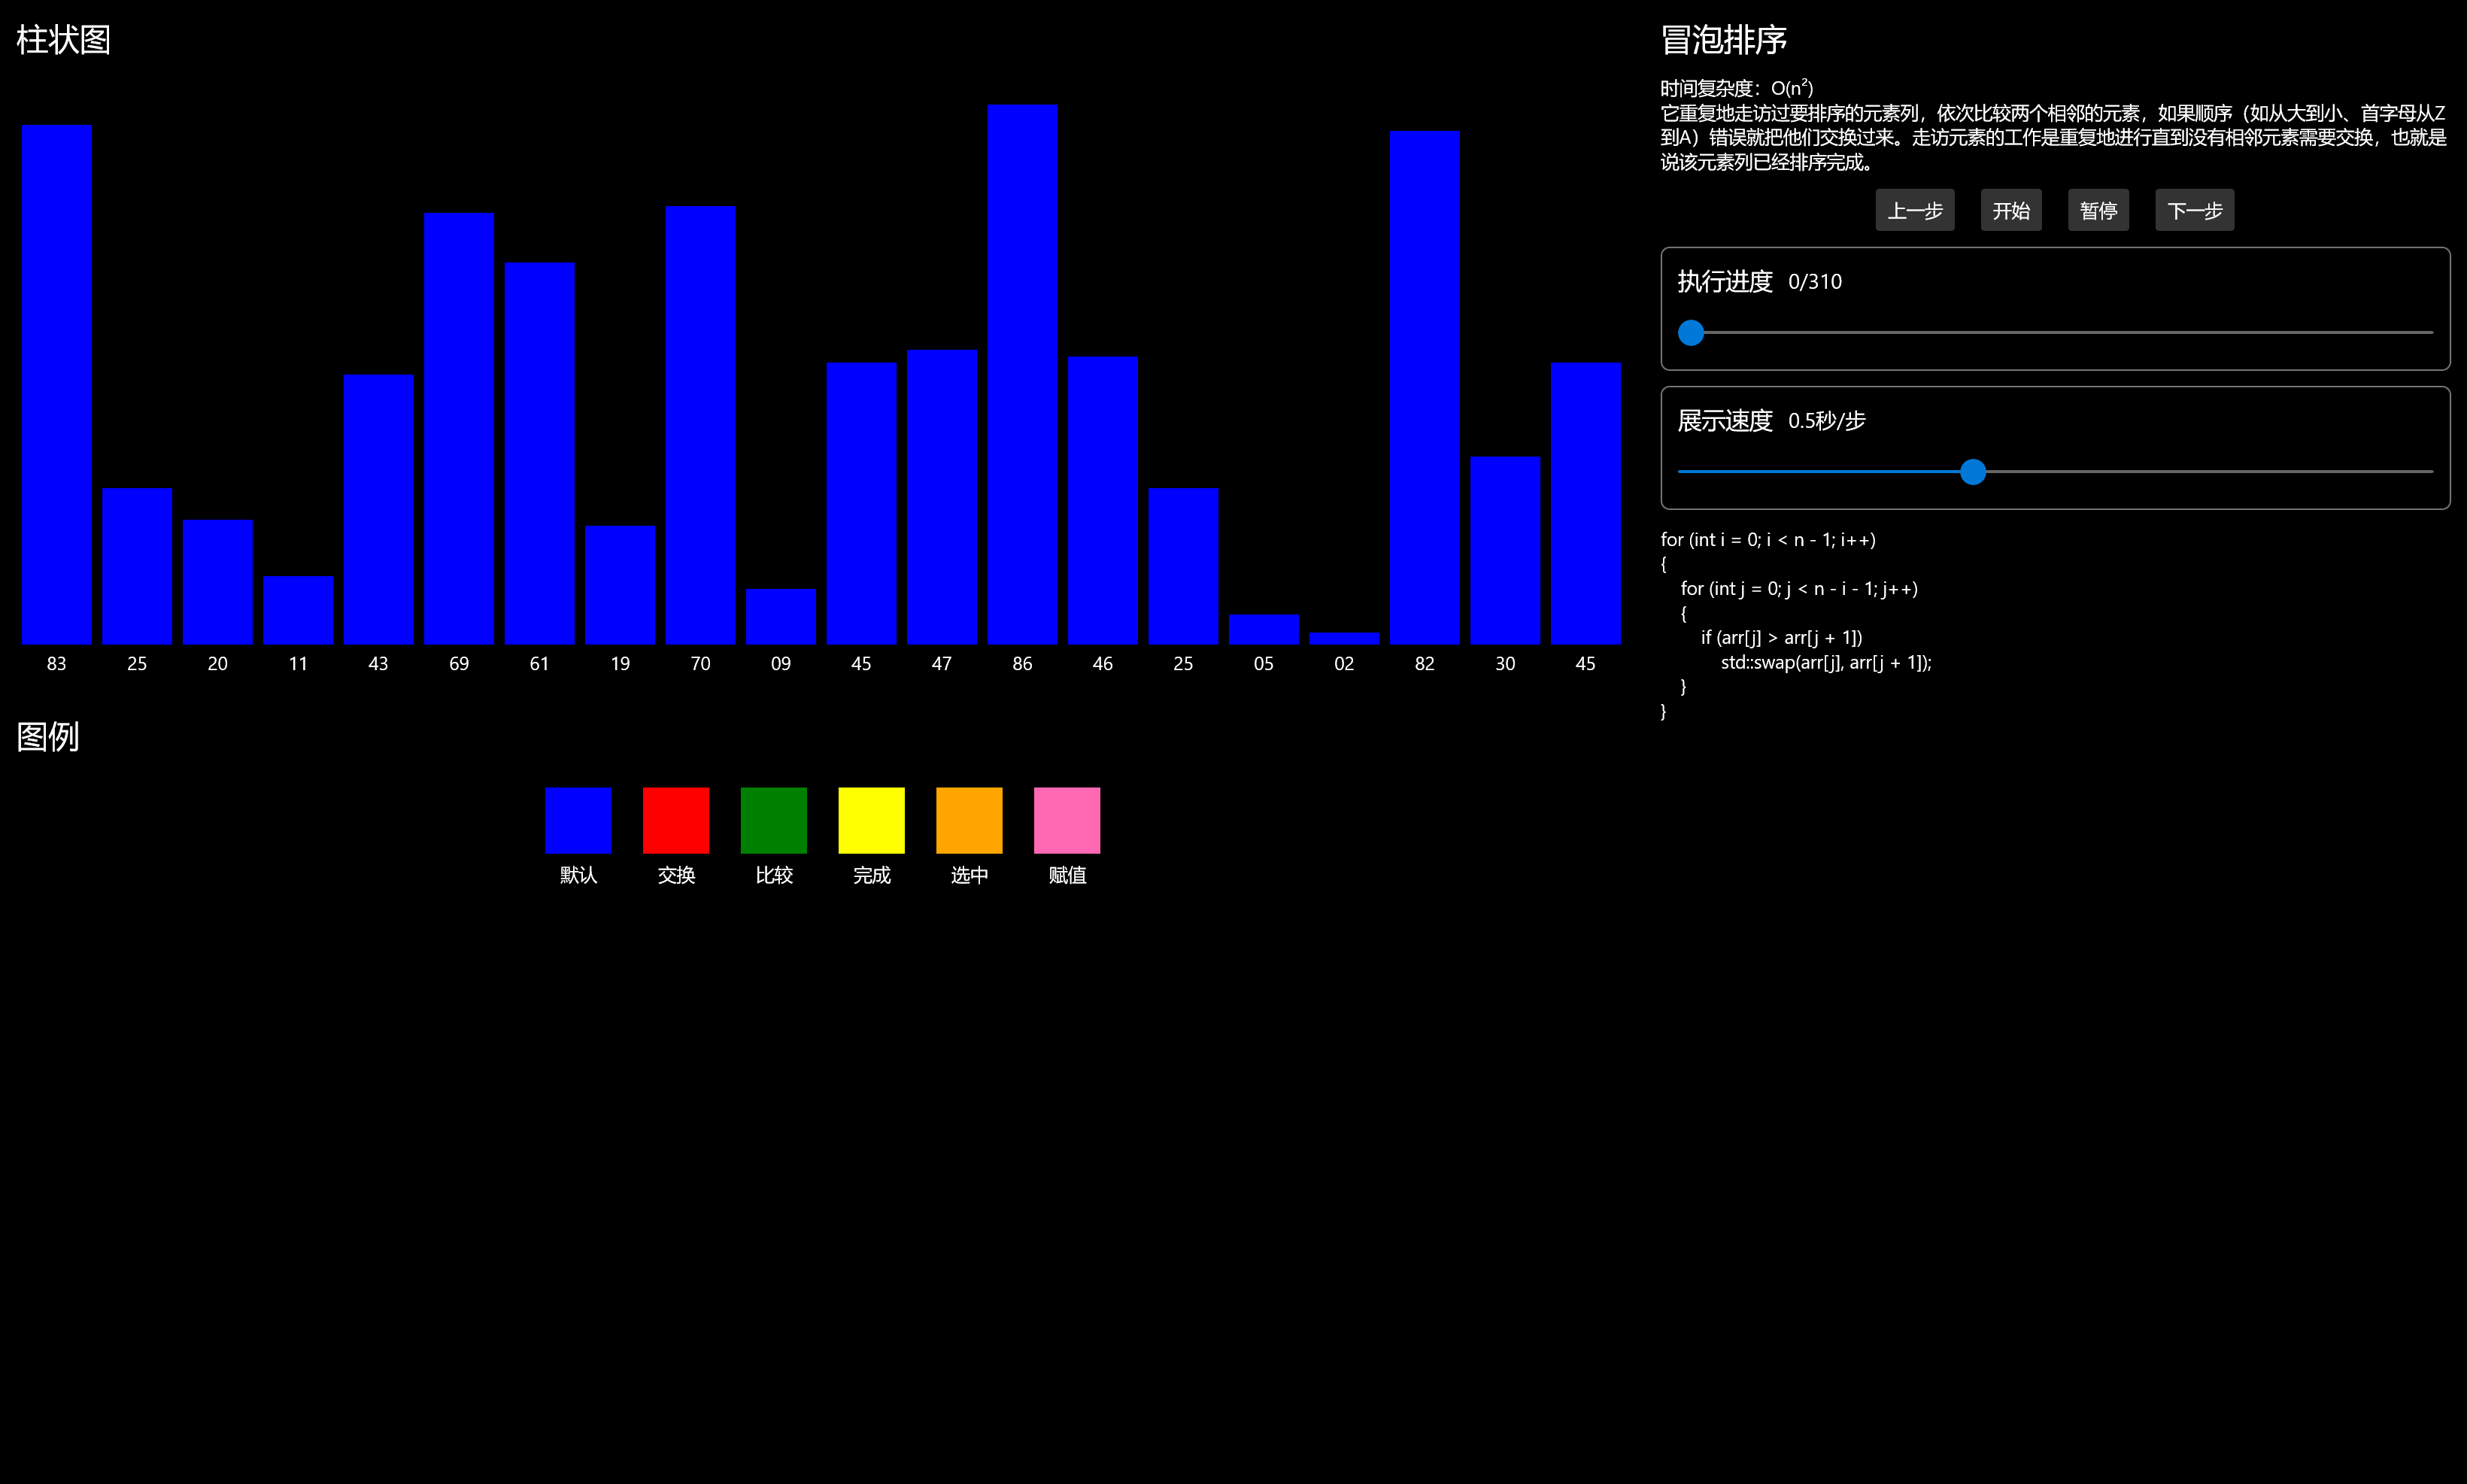 柱状图
83 25 20 11 43 69 61 19 70 09 45 47 86 46 25 05 02 82 30 45
图例
默认 交换 比较 完成 选中 赋值
冒泡排序
时间复杂度：O(n²)
它重复地走访过要排序的元素列，依次比较两个相邻的元素，如果顺序（如从大到小、首字母从Z
到A）错误就把他们交换过来。走访元素的工作是重复地进行直到没有相邻元素需要交换，也就是
说该元素列已经排序完成。
上一步 开始 暂停 下一步
执行进度 0/310
展示速度 0.5秒/步
for (int i = 0; i < n - 1; i++)
{
    for (int j = 0; j < n - i - 1; j++)
    {
        if (arr[j] > arr[j + 1])
            std::swap(arr[j], arr[j + 1]);
    }
}